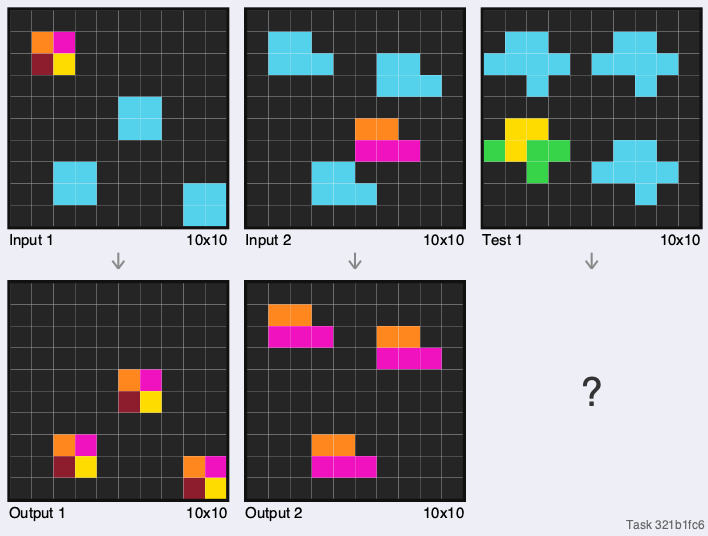 Input 1 10x10 Input 2 10x10 Test 1 10x10
↓ ↓ ↓
?
Output 1 10x10 Output 2 10x10
Task 321b1fc6